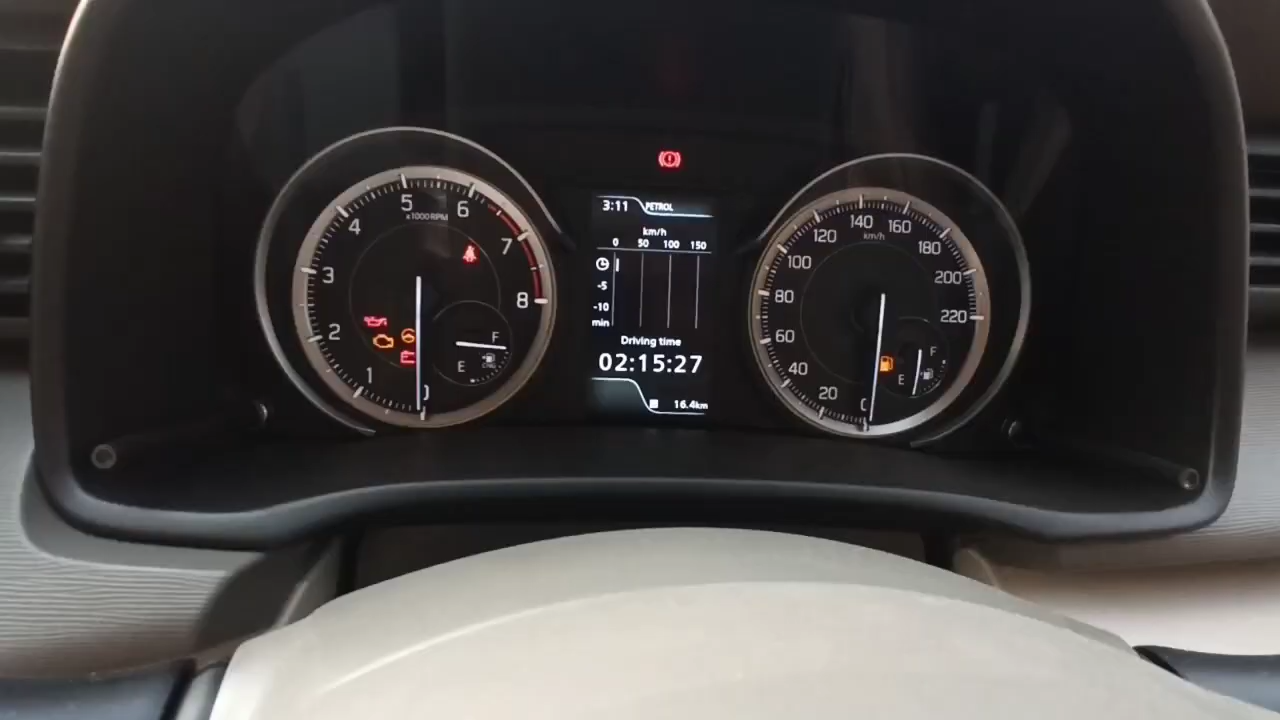 1
2
3
4
5
6
7
8
x1000 RPM
F
E
CNG
3:11 PETROL
km/h
0 50 100 150
-5
-10
min
Driving time
02:15:27
16.4km
20
40
60
80
100
120
140
160
180
200
220
km/h
F
E